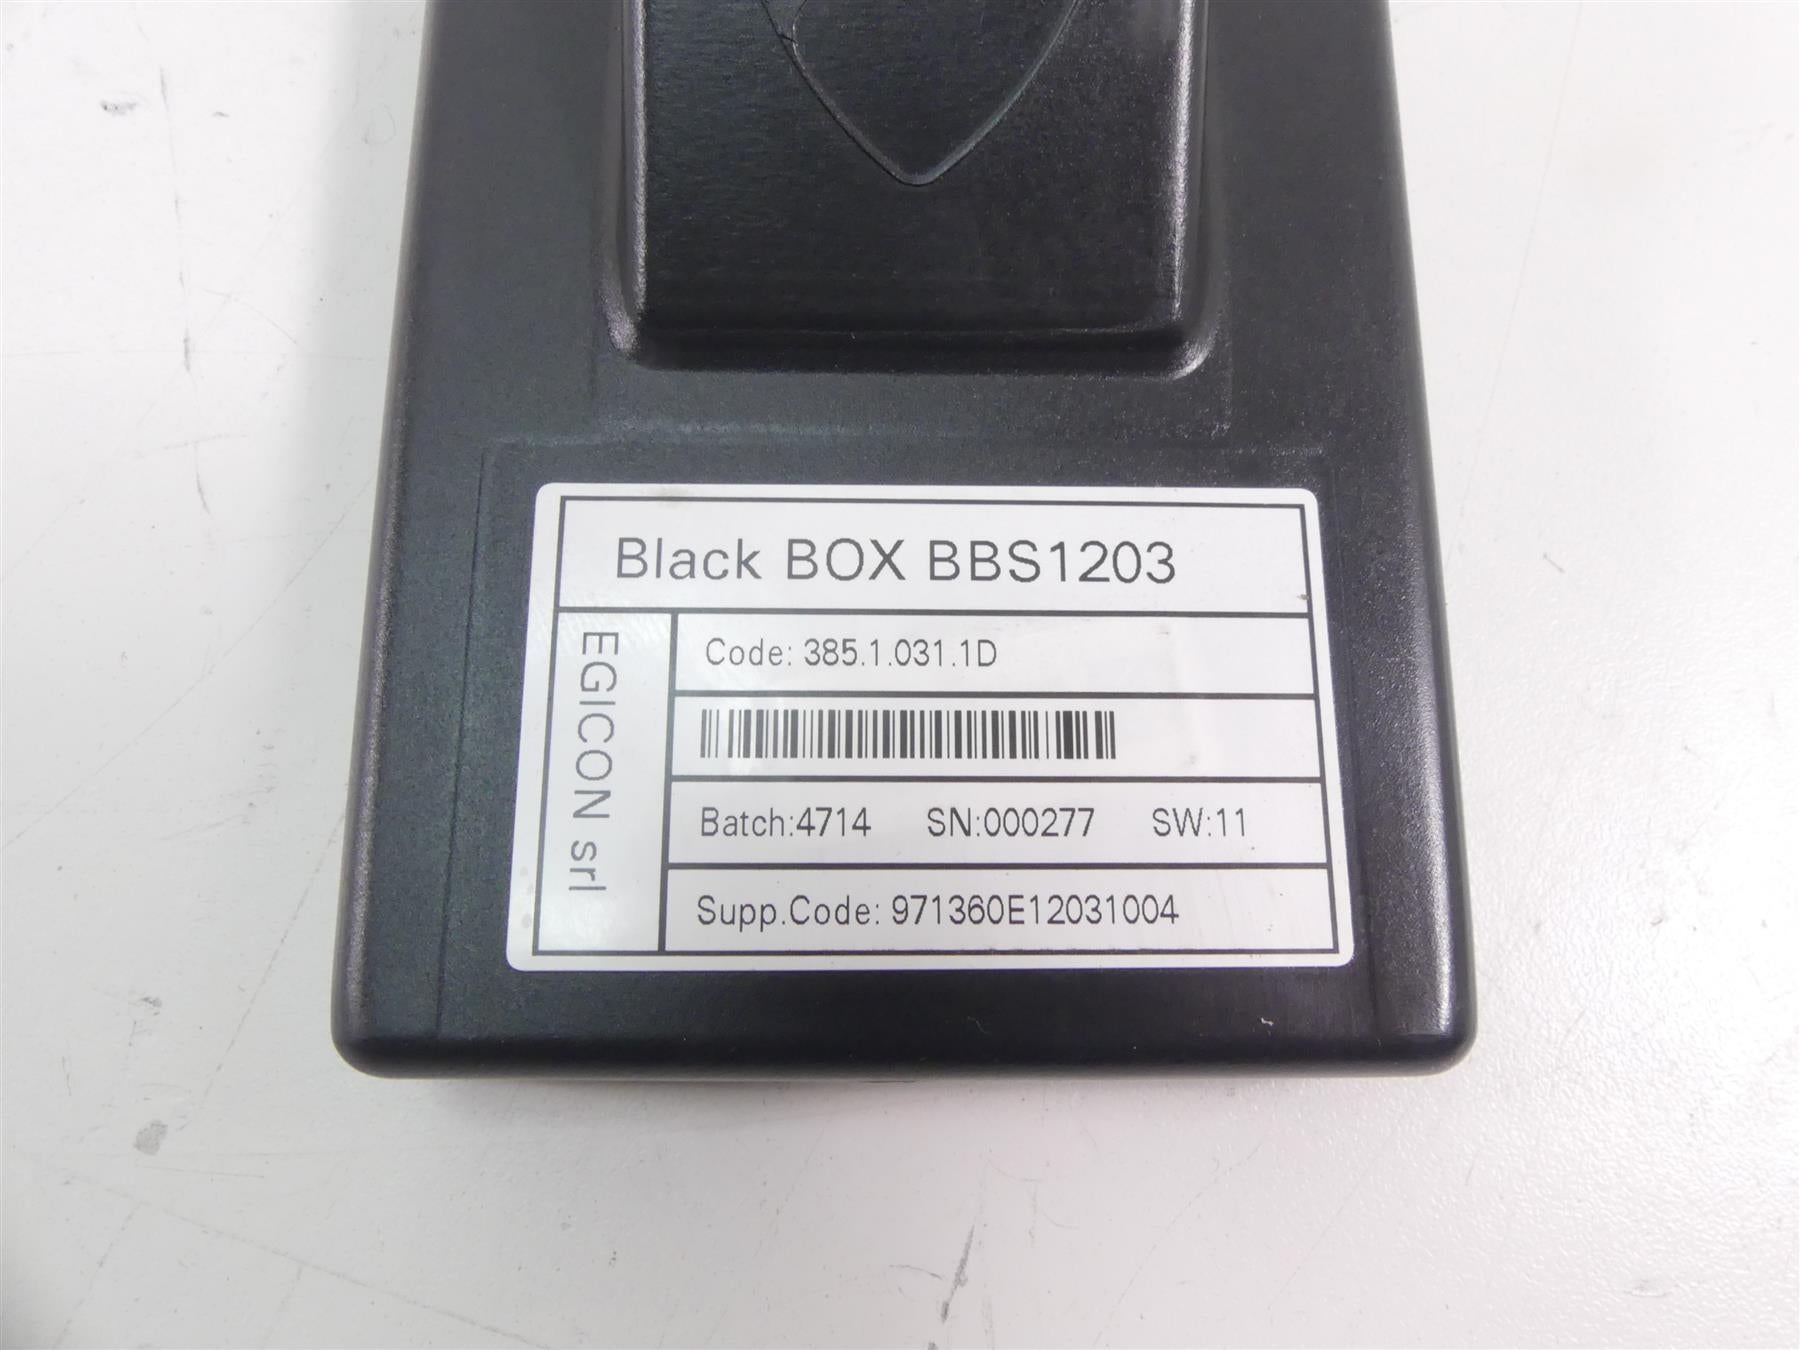 Black BOX BBS1203
EGICON srl
Code: 385.1.031.1D
Batch:4714 SN:000277 SW:11
Supp.Code: 971360E12031004